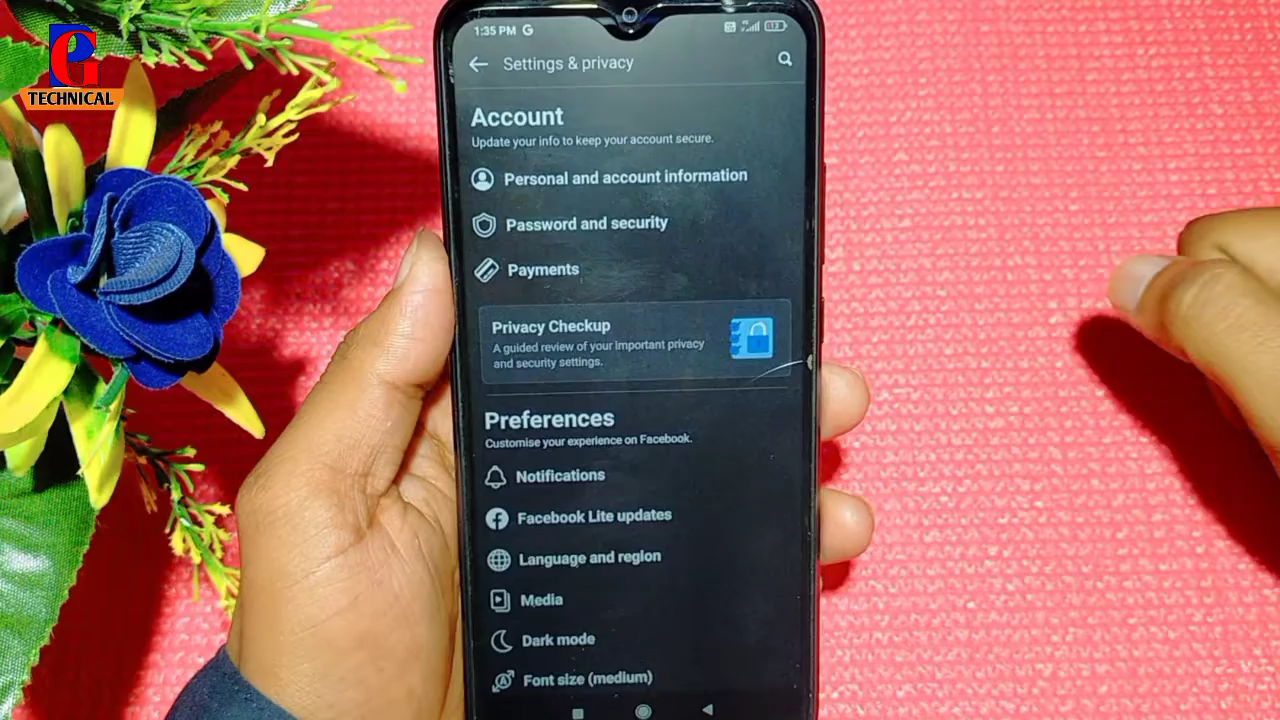 PG
TECHNICAL
1:35 PM G
Settings & privacy
Account
Update your info to keep your account secure.
Personal and account information
Password and security
Payments
Privacy Checkup
A guided review of your important privacy
and security settings.
Preferences
Customise your experience on Facebook.
Notifications
Facebook Lite updates
Language and region
Media
Dark mode
Font size (medium)